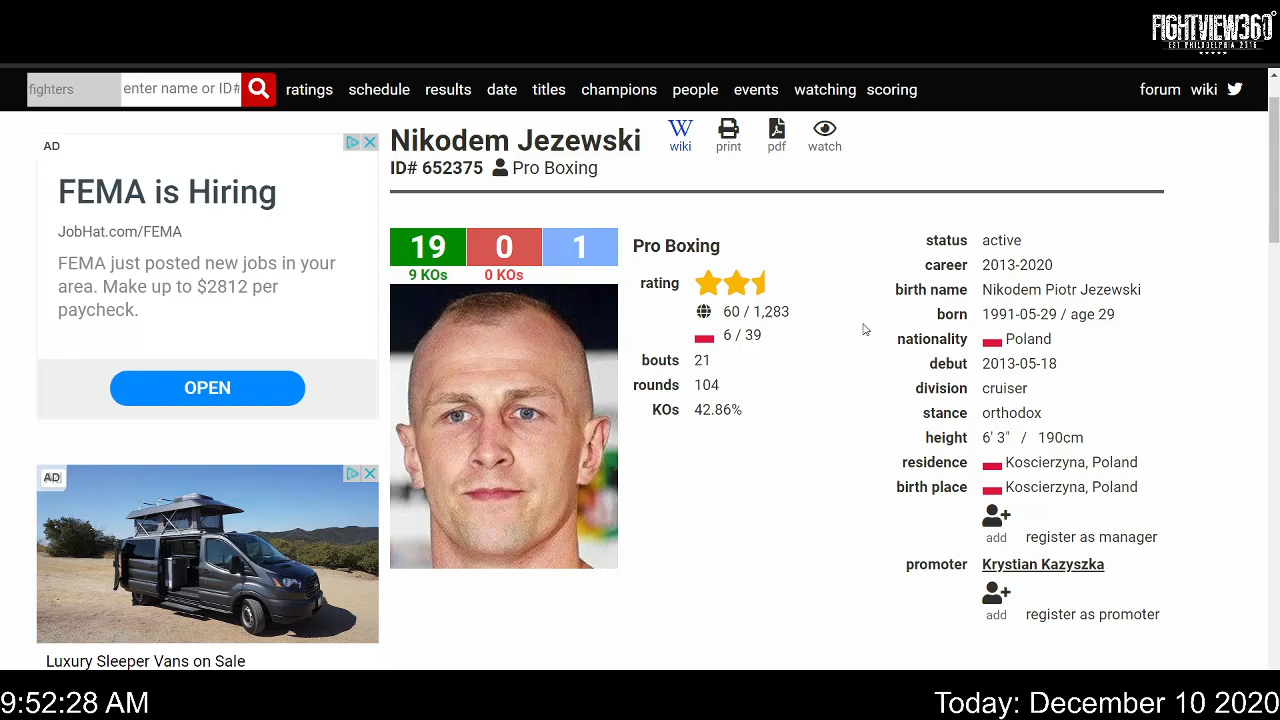 FIGHTVIEW360°
EST PHILADELPHIA 2016
fighters
enter name or ID#
ratings schedule results date titles champions people events watching scoring forum wiki
AD
FEMA is Hiring
JobHat.com/FEMA
FEMA just posted new jobs in your
area. Make up to $2812 per
paycheck.
OPEN
AD
Luxury Sleeper Vans on Sale
Nikodem Jezewski
W
wiki print pdf watch
ID# 652375 Pro Boxing
19 0 1
9 KOs 0 KOs
Pro Boxing
rating
60 / 1,283
6 / 39
bouts 21
rounds 104
KOs 42.86%
status active
career 2013-2020
birth name Nikodem Piotr Jezewski
born 1991-05-29 / age 29
nationality Poland
debut 2013-05-18
division cruiser
stance orthodox
height 6' 3" / 190cm
residence Koscierzyna, Poland
birth place Koscierzyna, Poland
add register as manager
promoter Krystian Kazyszka
add register as promoter
9:52:28 AM
Today: December 10 2020